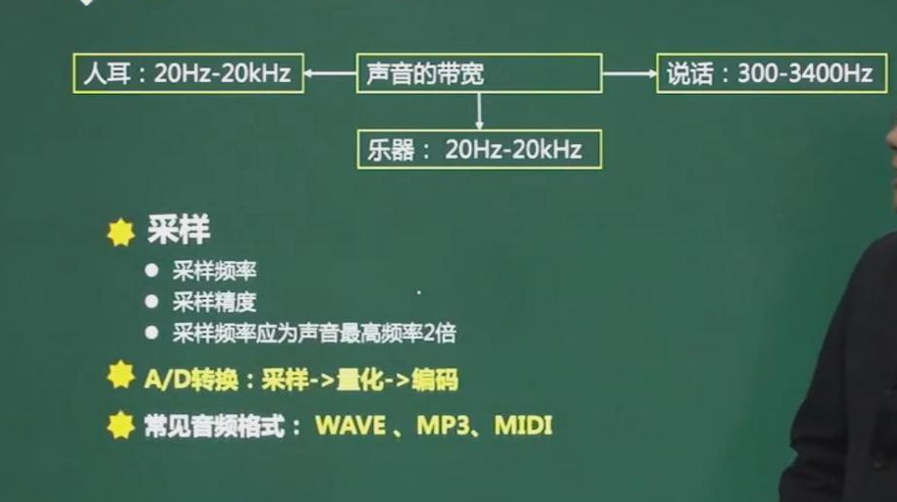 人耳：20Hz-20kHz
声音的带宽
说话：300-3400Hz
乐器： 20Hz-20kHz
采样
采样频率
采样精度
采样频率应为声音最高频率2倍
A/D转换：采样->量化->编码
常见音频格式： WAVE 、MP3、MIDI